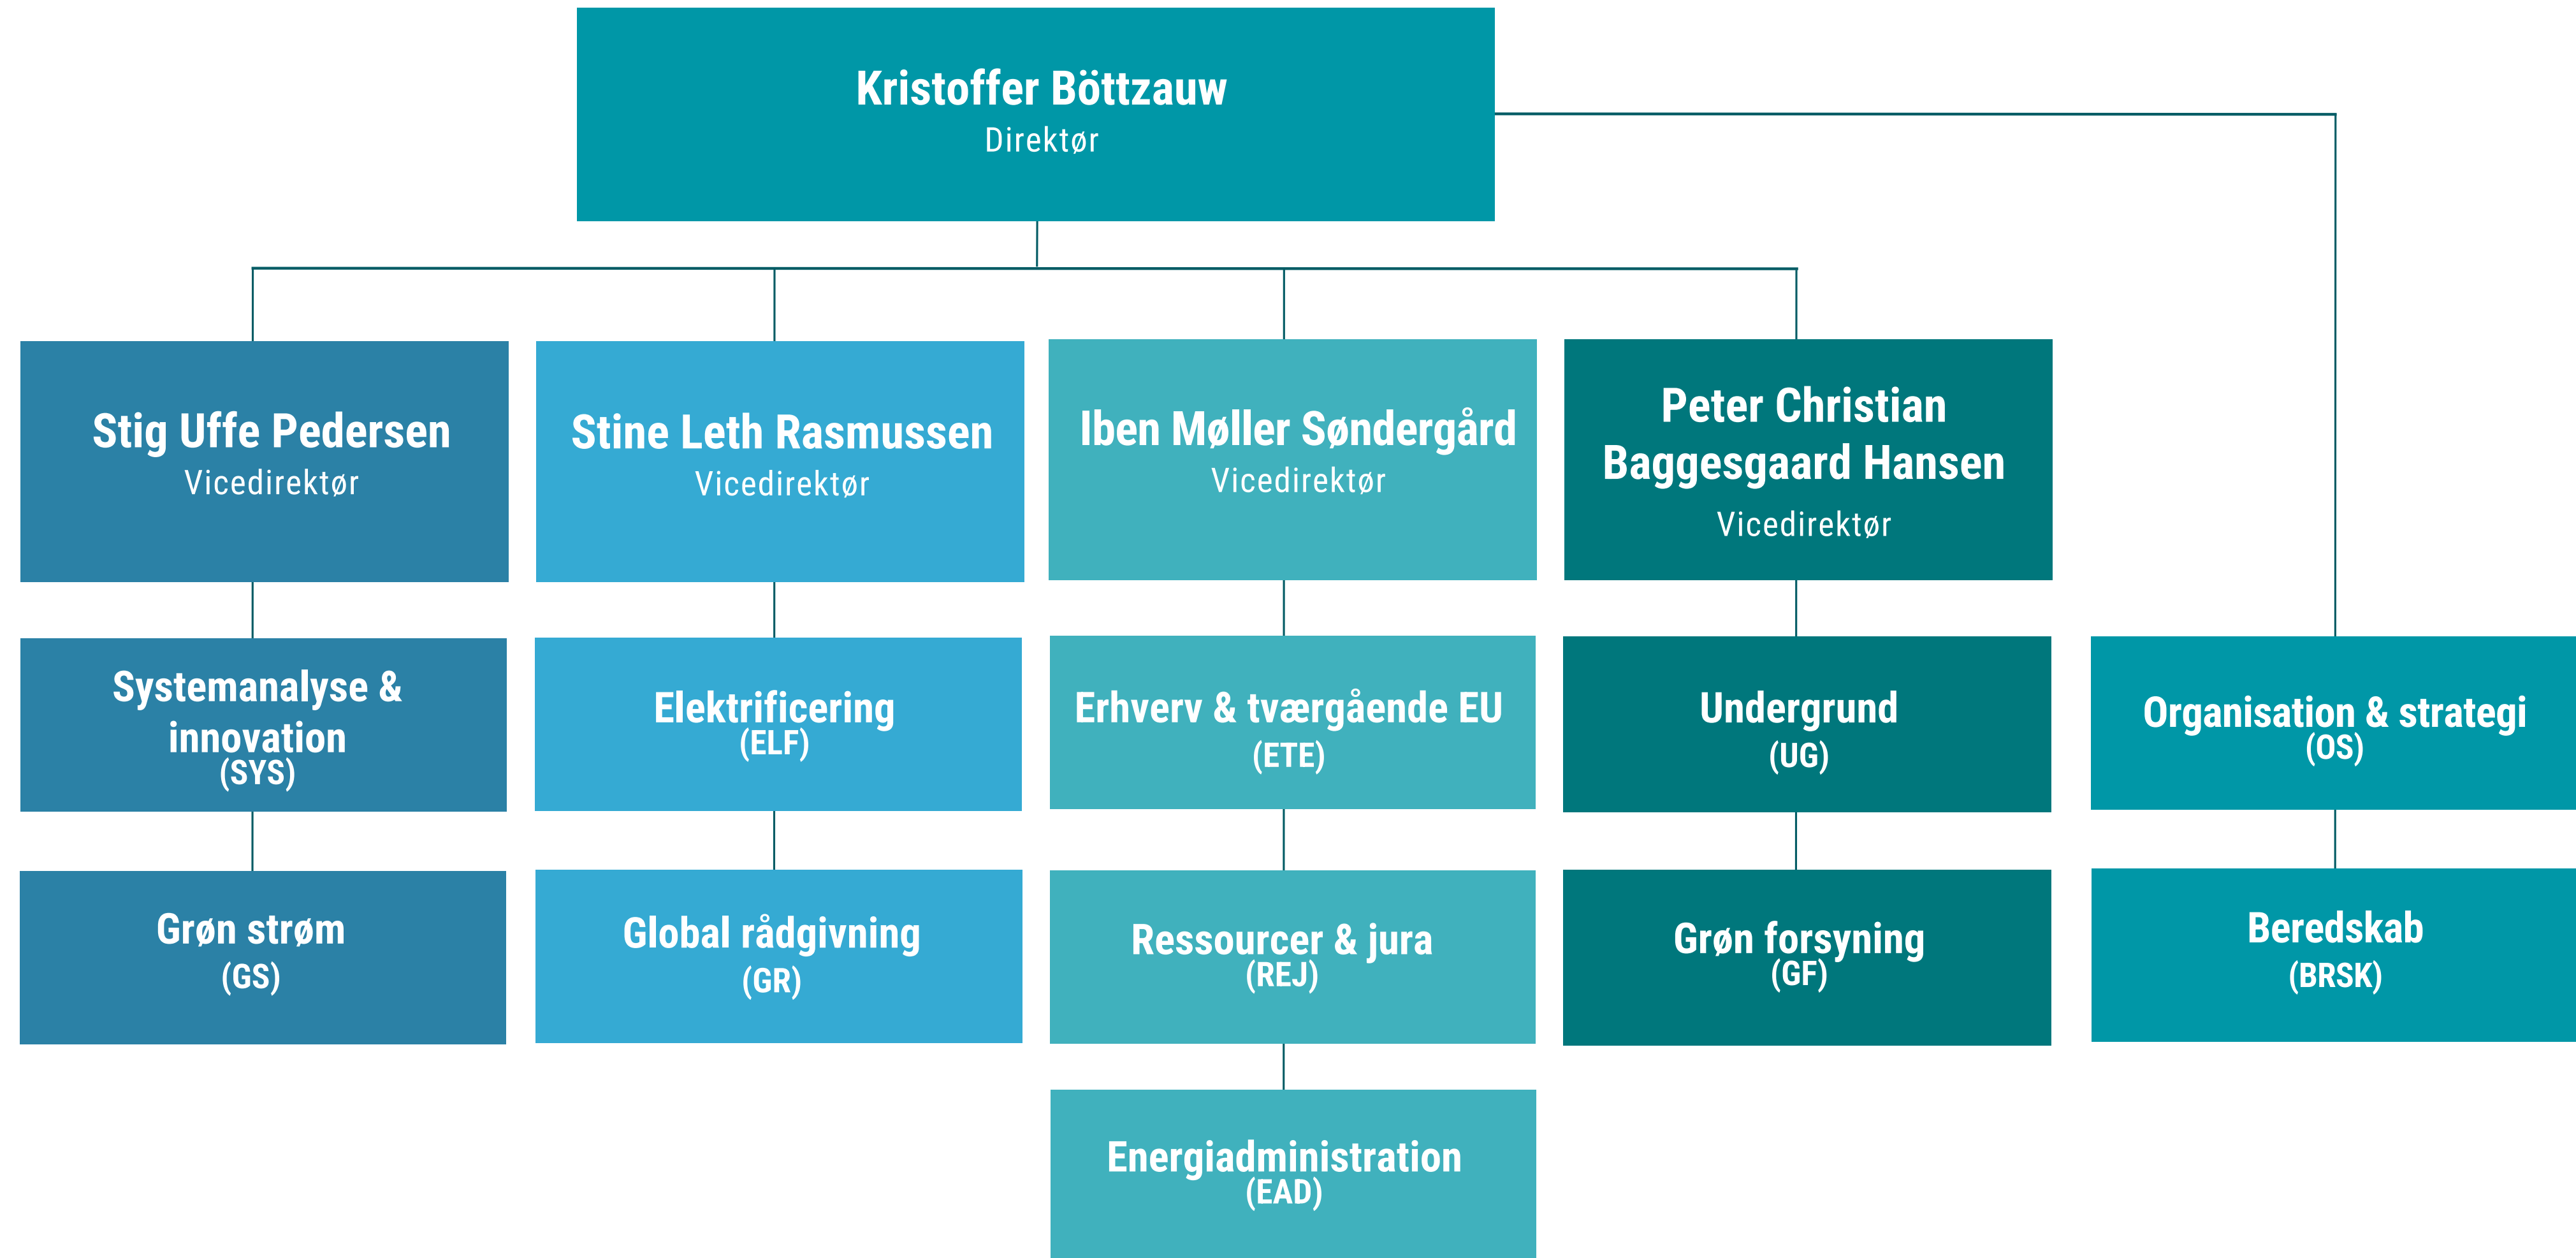 Kristoffer Böttzauw
Direktør
Stig Uffe Pedersen
Vicedirektør
Stine Leth Rasmussen
Vicedirektør
Iben Møller Søndergård
Vicedirektør
Peter Christian
Baggesgaard Hansen
Vicedirektør
Systemanalyse &
innovation
(SYS)
Elektrificering
(ELF)
Erhverv & tværgående EU
(ETE)
Undergrund
(UG)
Organisation & strategi
(OS)
Grøn strøm
(GS)
Global rådgivning
(GR)
Ressourcer & jura
(REJ)
Grøn forsyning
(GF)
Beredskab
(BRSK)
Energiadministration
(EAD)